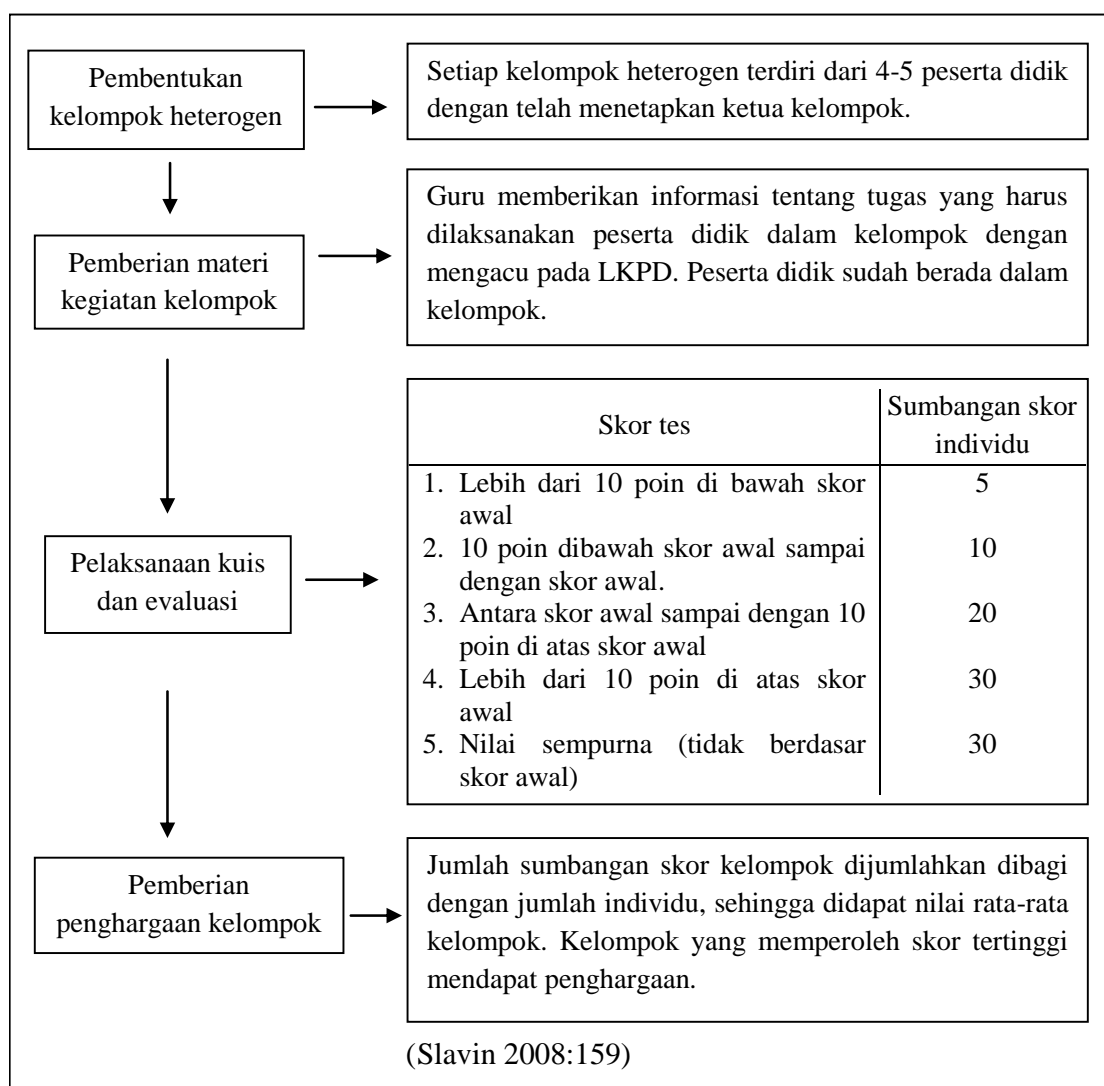 Pembentukan
kelompok heterogen
Setiap kelompok heterogen terdiri dari 4-5 peserta didik
dengan telah menetapkan ketua kelompok.
Pemberian materi
kegiatan kelompok
Guru memberikan informasi tentang tugas yang harus
dilaksanakan peserta didik dalam kelompok dengan
mengacu pada LKPD. Peserta didik sudah berada dalam
kelompok.
Pelaksanaan kuis
dan evaluasi
Skor tes
Sumbangan skor
individu
1. Lebih dari 10 poin di bawah skor 5
awal
2. 10 poin dibawah skor awal sampai 10
dengan skor awal.
3. Antara skor awal sampai dengan 10 20
poin di atas skor awal
4. Lebih dari 10 poin di atas skor 30
awal
5. Nilai sempurna (tidak berdasar 30
skor awal)
Pemberian
penghargaan kelompok
Jumlah sumbangan skor kelompok dijumlahkan dibagi
dengan jumlah individu, sehingga didapat nilai rata-rata
kelompok. Kelompok yang memperoleh skor tertinggi
mendapat penghargaan.
(Slavin 2008:159)